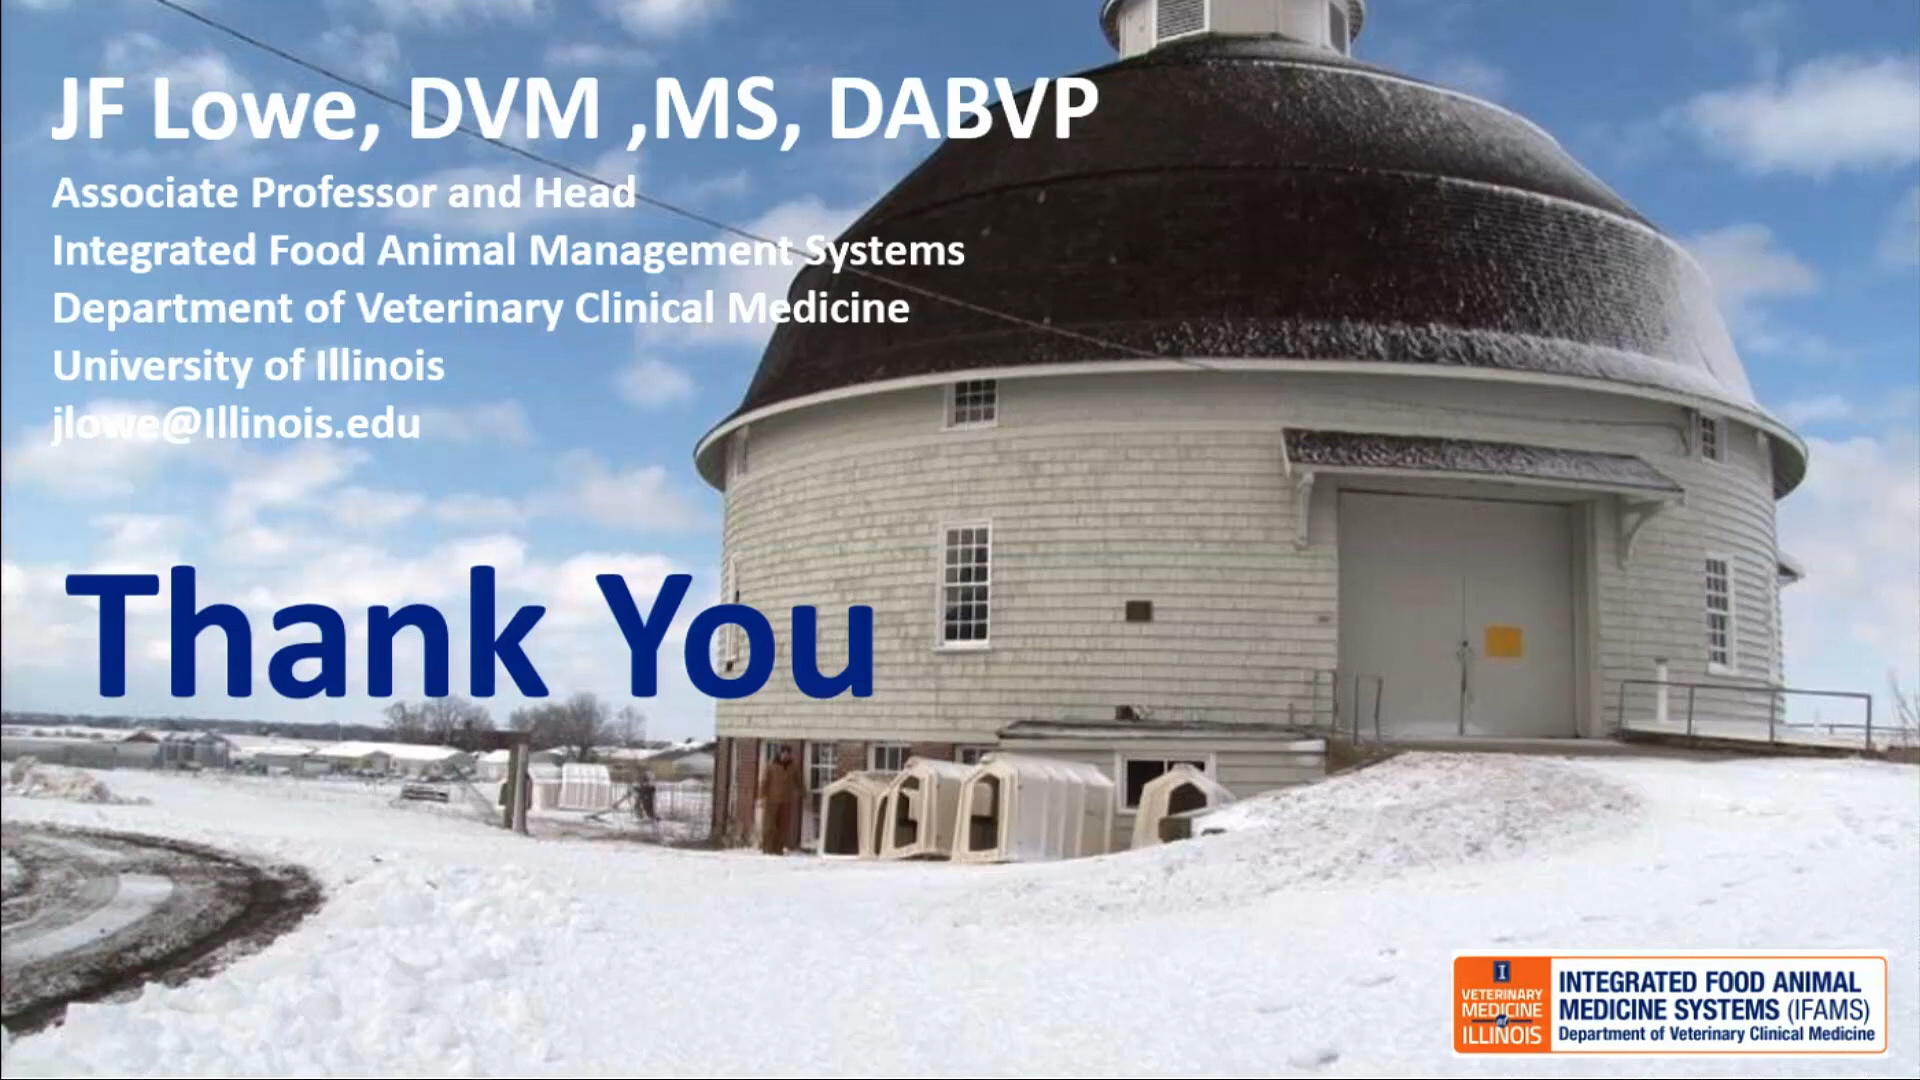 JF Lowe, DVM ,MS, DABVP
Associate Professor and Head
Integrated Food Animal Management Systems
Department of Veterinary Clinical Medicine
University of Illinois
jlowe@Illinois.edu
Thank You
I
VETERINARY
MEDICINE
at
ILLINOIS
INTEGRATED FOOD ANIMAL
MEDICINE SYSTEMS (IFAMS)
Department of Veterinary Clinical Medicine